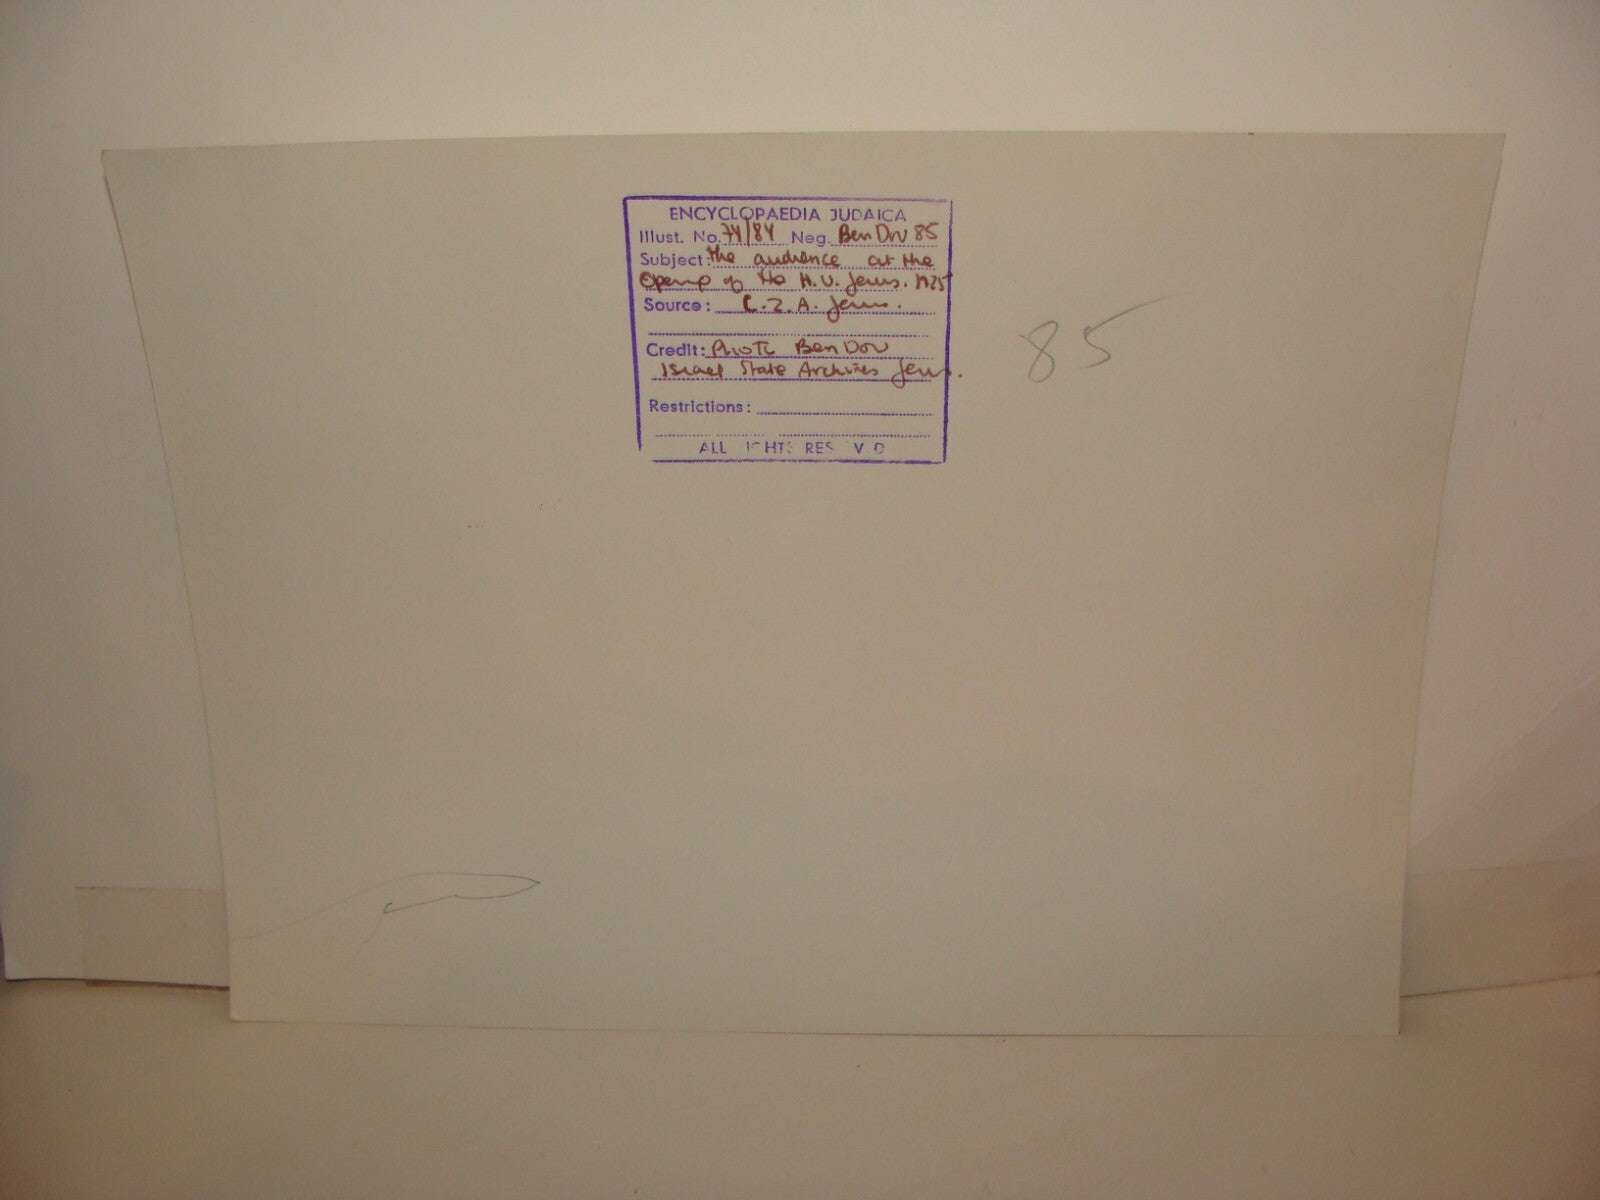 ENCYCLOPAEDIA JUDAICA
Illust. No. 74/84 Neg. Ben Dov 85
Subject: the audience at the
Opening of the H.U. Jerus. 1925
Source: C.Z.A. Jerus.
Credit: Photo Ben Dov
Israel State Archives Jerus.
Restrictions:
ALL IGHTS RES V D
85